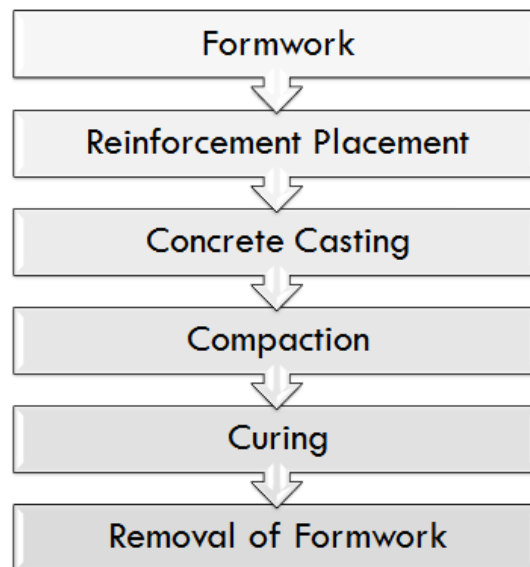 Formwork
Reinforcement Placement
Concrete Casting
Compaction
Curing
Removal of Formwork